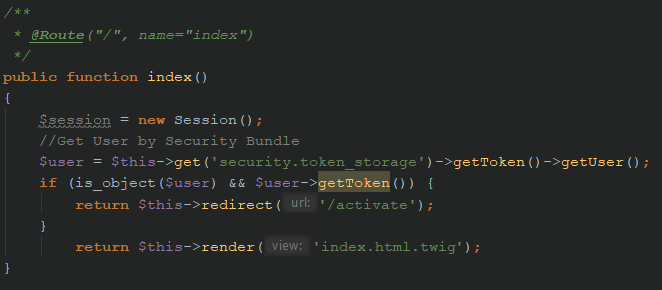 /**
 * @Route("/", name="index")
 */
public function index()
{
    $session = new Session();
    //Get User by Security Bundle
    $user = $this->get('security.token_storage')->getToken()->getUser();
    if (is_object($user) && $user->getToken()) {
        return $this->redirect( url: '/activate');
    }
        return $this->render( view: 'index.html.twig');
}